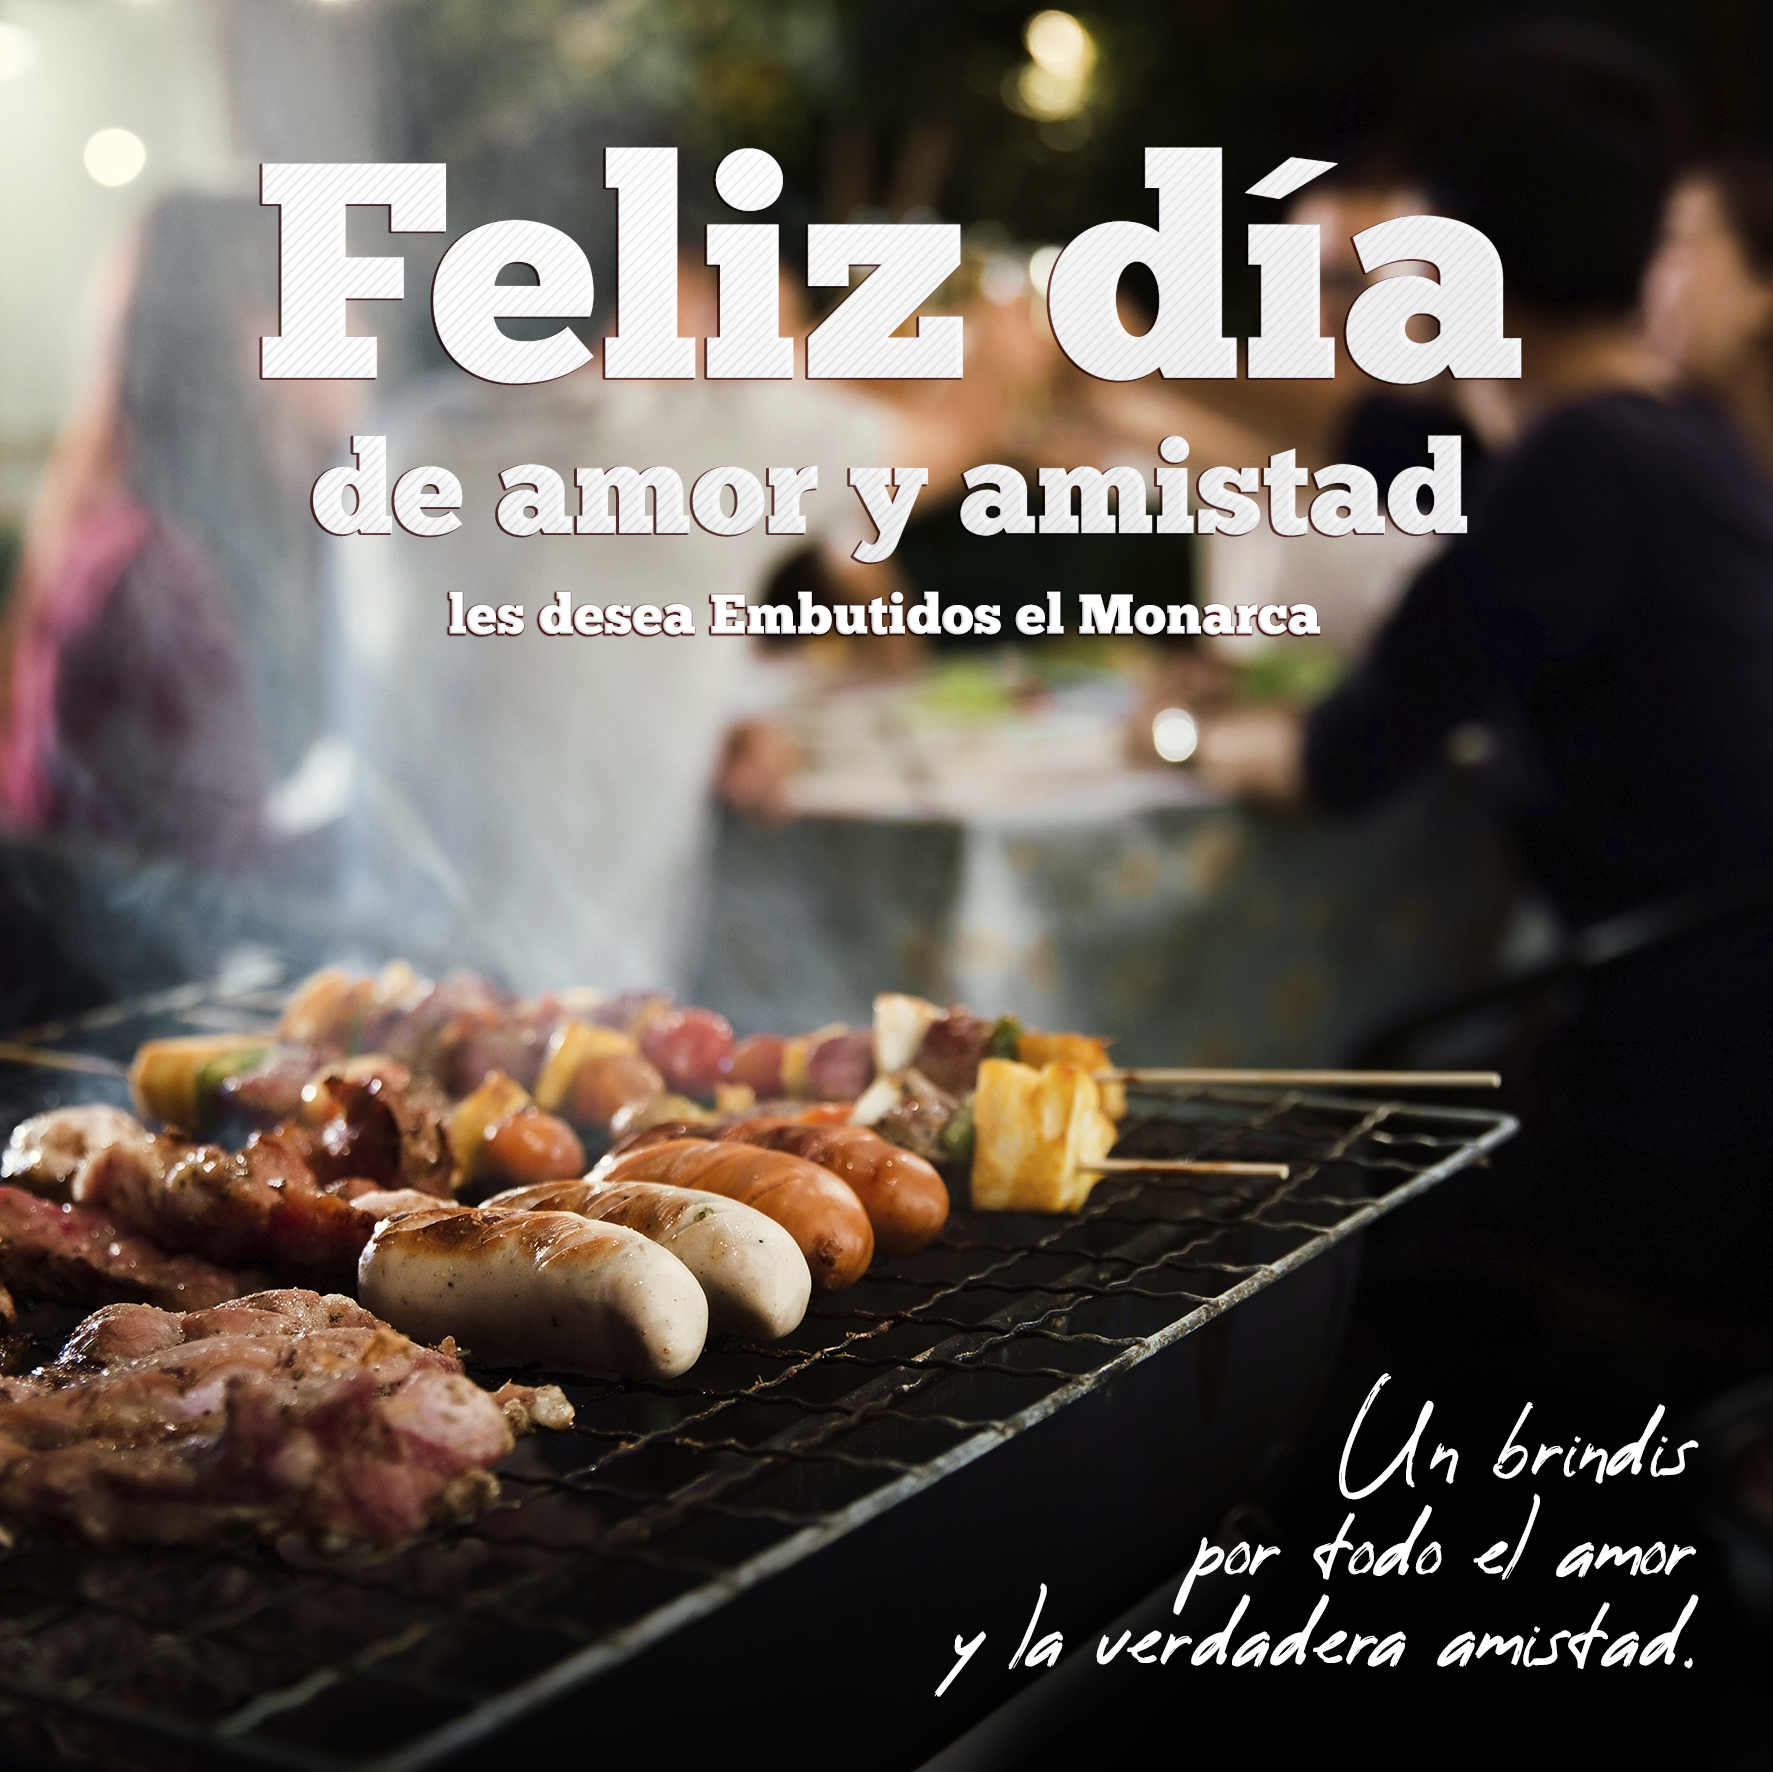 Feliz día
de amor y amistad
les desea Embutidos el Monarca
Un brindis
por todo el amor
y la verdadera amistad.